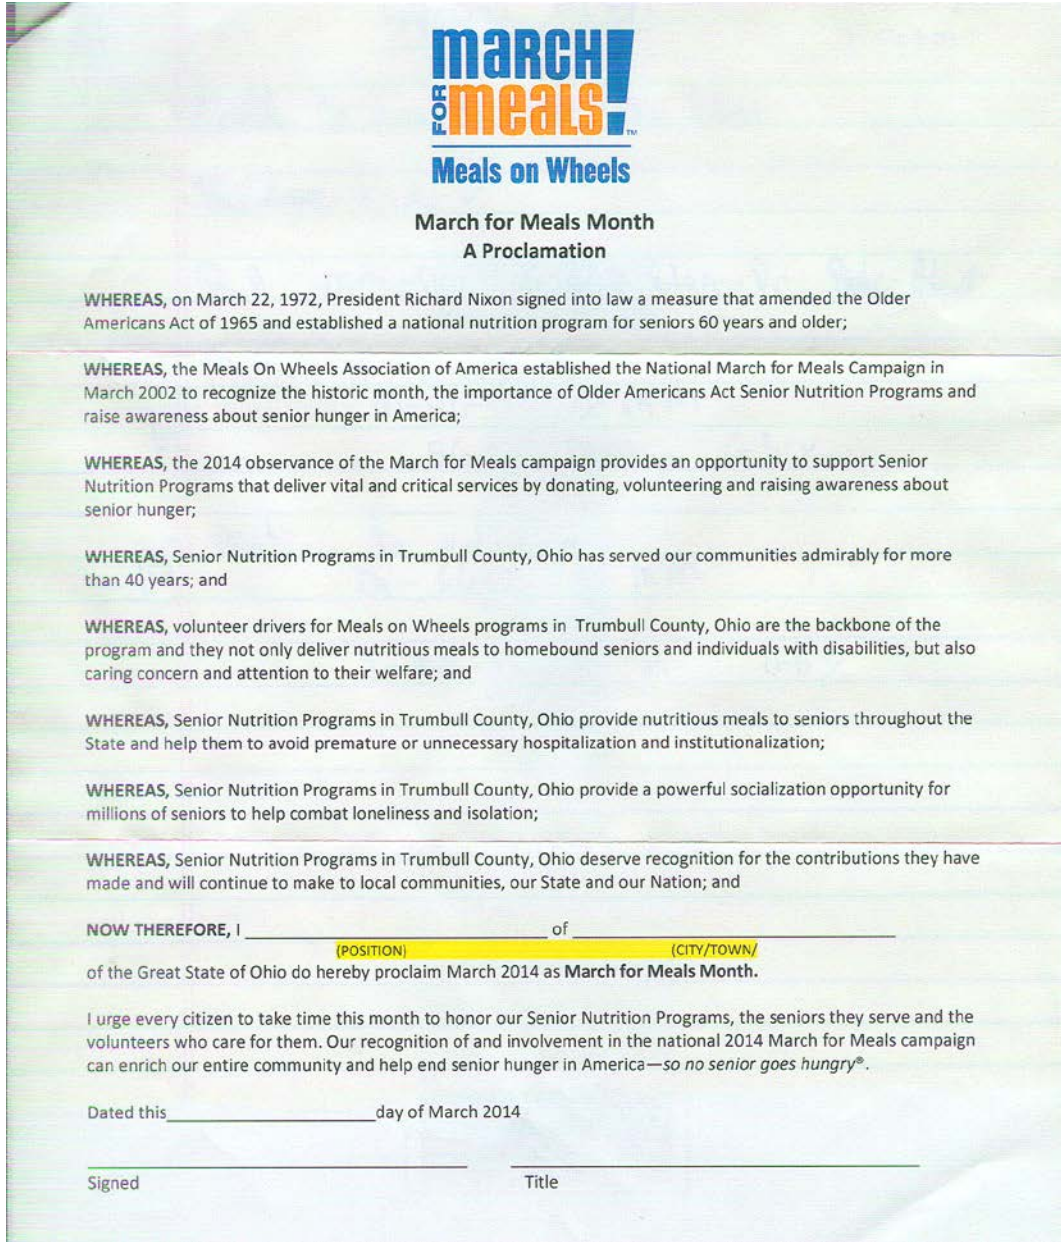 maRCH
FOR
meaLs!™
Meals on Wheels
March for Meals Month
A Proclamation
WHEREAS, on March 22, 1972, President Richard Nixon signed into law a measure that amended the Older
Americans Act of 1965 and established a national nutrition program for seniors 60 years and older;
WHEREAS, the Meals On Wheels Association of America established the National March for Meals Campaign in
March 2002 to recognize the historic month, the importance of Older Americans Act Senior Nutrition Programs and
raise awareness about senior hunger in America;
WHEREAS, the 2014 observance of the March for Meals campaign provides an opportunity to support Senior
Nutrition Programs that deliver vital and critical services by donating, volunteering and raising awareness about
senior hunger;
WHEREAS, Senior Nutrition Programs in Trumbull County, Ohio has served our communities admirably for more
than 40 years; and
WHEREAS, volunteer drivers for Meals on Wheels programs in Trumbull County, Ohio are the backbone of the
program and they not only deliver nutritious meals to homebound seniors and individuals with disabilities, but also
caring concern and attention to their welfare; and
WHEREAS, Senior Nutrition Programs in Trumbull County, Ohio provide nutritious meals to seniors throughout the
State and help them to avoid premature or unnecessary hospitalization and institutionalization;
WHEREAS, Senior Nutrition Programs in Trumbull County, Ohio provide a powerful socialization opportunity for
millions of seniors to help combat loneliness and isolation;
WHEREAS, Senior Nutrition Programs in Trumbull County, Ohio deserve recognition for the contributions they have
made and will continue to make to local communities, our State and our Nation; and
NOW THEREFORE, I ______________________________ of ________________________________
(POSITION) (CITY/TOWN/
of the Great State of Ohio do hereby proclaim March 2014 as March for Meals Month.
I urge every citizen to take time this month to honor our Senior Nutrition Programs, the seniors they serve and the
volunteers who care for them. Our recognition of and involvement in the national 2014 March for Meals campaign
can enrich our entire community and help end senior hunger in America—so no senior goes hungry®.
Dated this_____________________day of March 2014
Signed Title